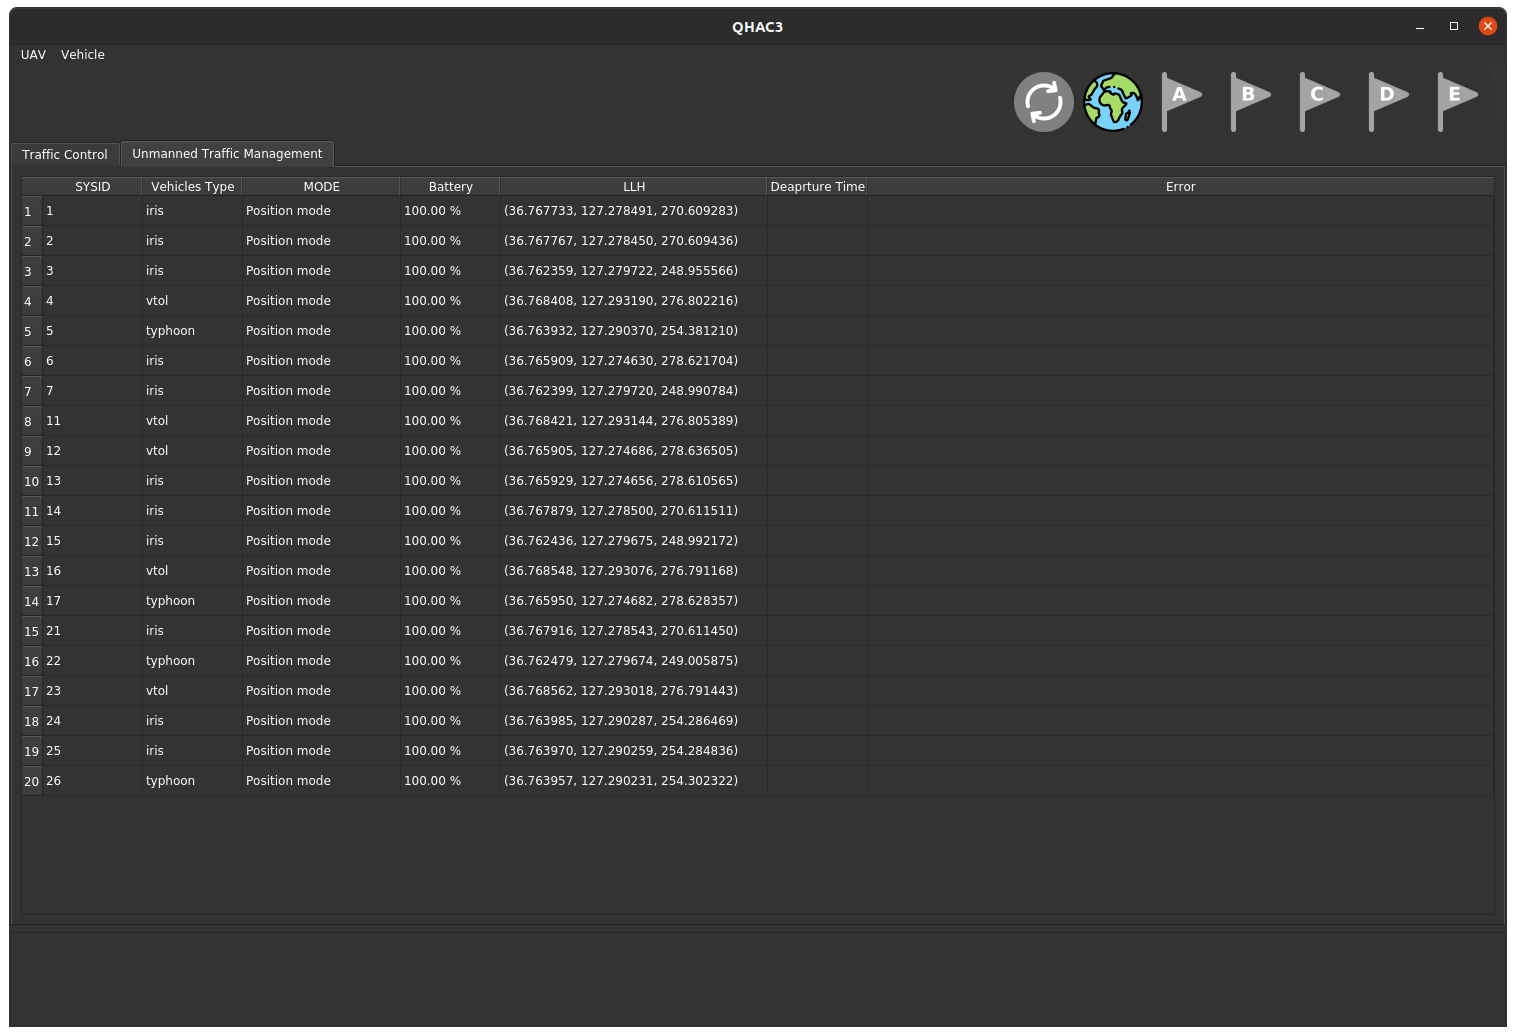 QHAC3
UAV Vehicle
A B C D E
Traffic Control Unmanned Traffic Management
SYSID Vehicles Type MODE Battery LLH Deaprture Time Error
1 1 iris Position mode 100.00 % (36.767733, 127.278491, 270.609283)
2 2 iris Position mode 100.00 % (36.767767, 127.278450, 270.609436)
3 3 iris Position mode 100.00 % (36.762359, 127.279722, 248.955566)
4 4 vtol Position mode 100.00 % (36.768408, 127.293190, 276.802216)
5 5 typhoon Position mode 100.00 % (36.763932, 127.290370, 254.381210)
6 6 iris Position mode 100.00 % (36.765909, 127.274630, 278.621704)
7 7 iris Position mode 100.00 % (36.762399, 127.279720, 248.990784)
8 11 vtol Position mode 100.00 % (36.768421, 127.293144, 276.805389)
9 12 vtol Position mode 100.00 % (36.765905, 127.274686, 278.636505)
10 13 iris Position mode 100.00 % (36.765929, 127.274656, 278.610565)
11 14 iris Position mode 100.00 % (36.767879, 127.278500, 270.611511)
12 15 iris Position mode 100.00 % (36.762436, 127.279675, 248.992172)
13 16 vtol Position mode 100.00 % (36.768548, 127.293076, 276.791168)
14 17 typhoon Position mode 100.00 % (36.765950, 127.274682, 278.628357)
15 21 iris Position mode 100.00 % (36.767916, 127.278543, 270.611450)
16 22 typhoon Position mode 100.00 % (36.762479, 127.279674, 249.005875)
17 23 vtol Position mode 100.00 % (36.768562, 127.293018, 276.791443)
18 24 iris Position mode 100.00 % (36.763985, 127.290287, 254.286469)
19 25 iris Position mode 100.00 % (36.763970, 127.290259, 254.284836)
20 26 typhoon Position mode 100.00 % (36.763957, 127.290231, 254.302322)